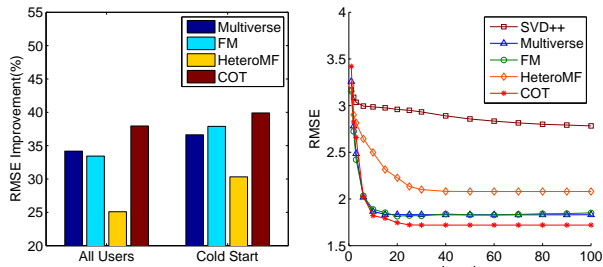 55
50
45
40
35
30
25
20
RMSE Improvement(%)
Multiverse
FM
HeteroMF
COT
All Users
Cold Start
4
3.5
3
2.5
2
1.5
RMSE
SVD++
Multiverse
FM
HeteroMF
COT
0
20
40
60
80
100